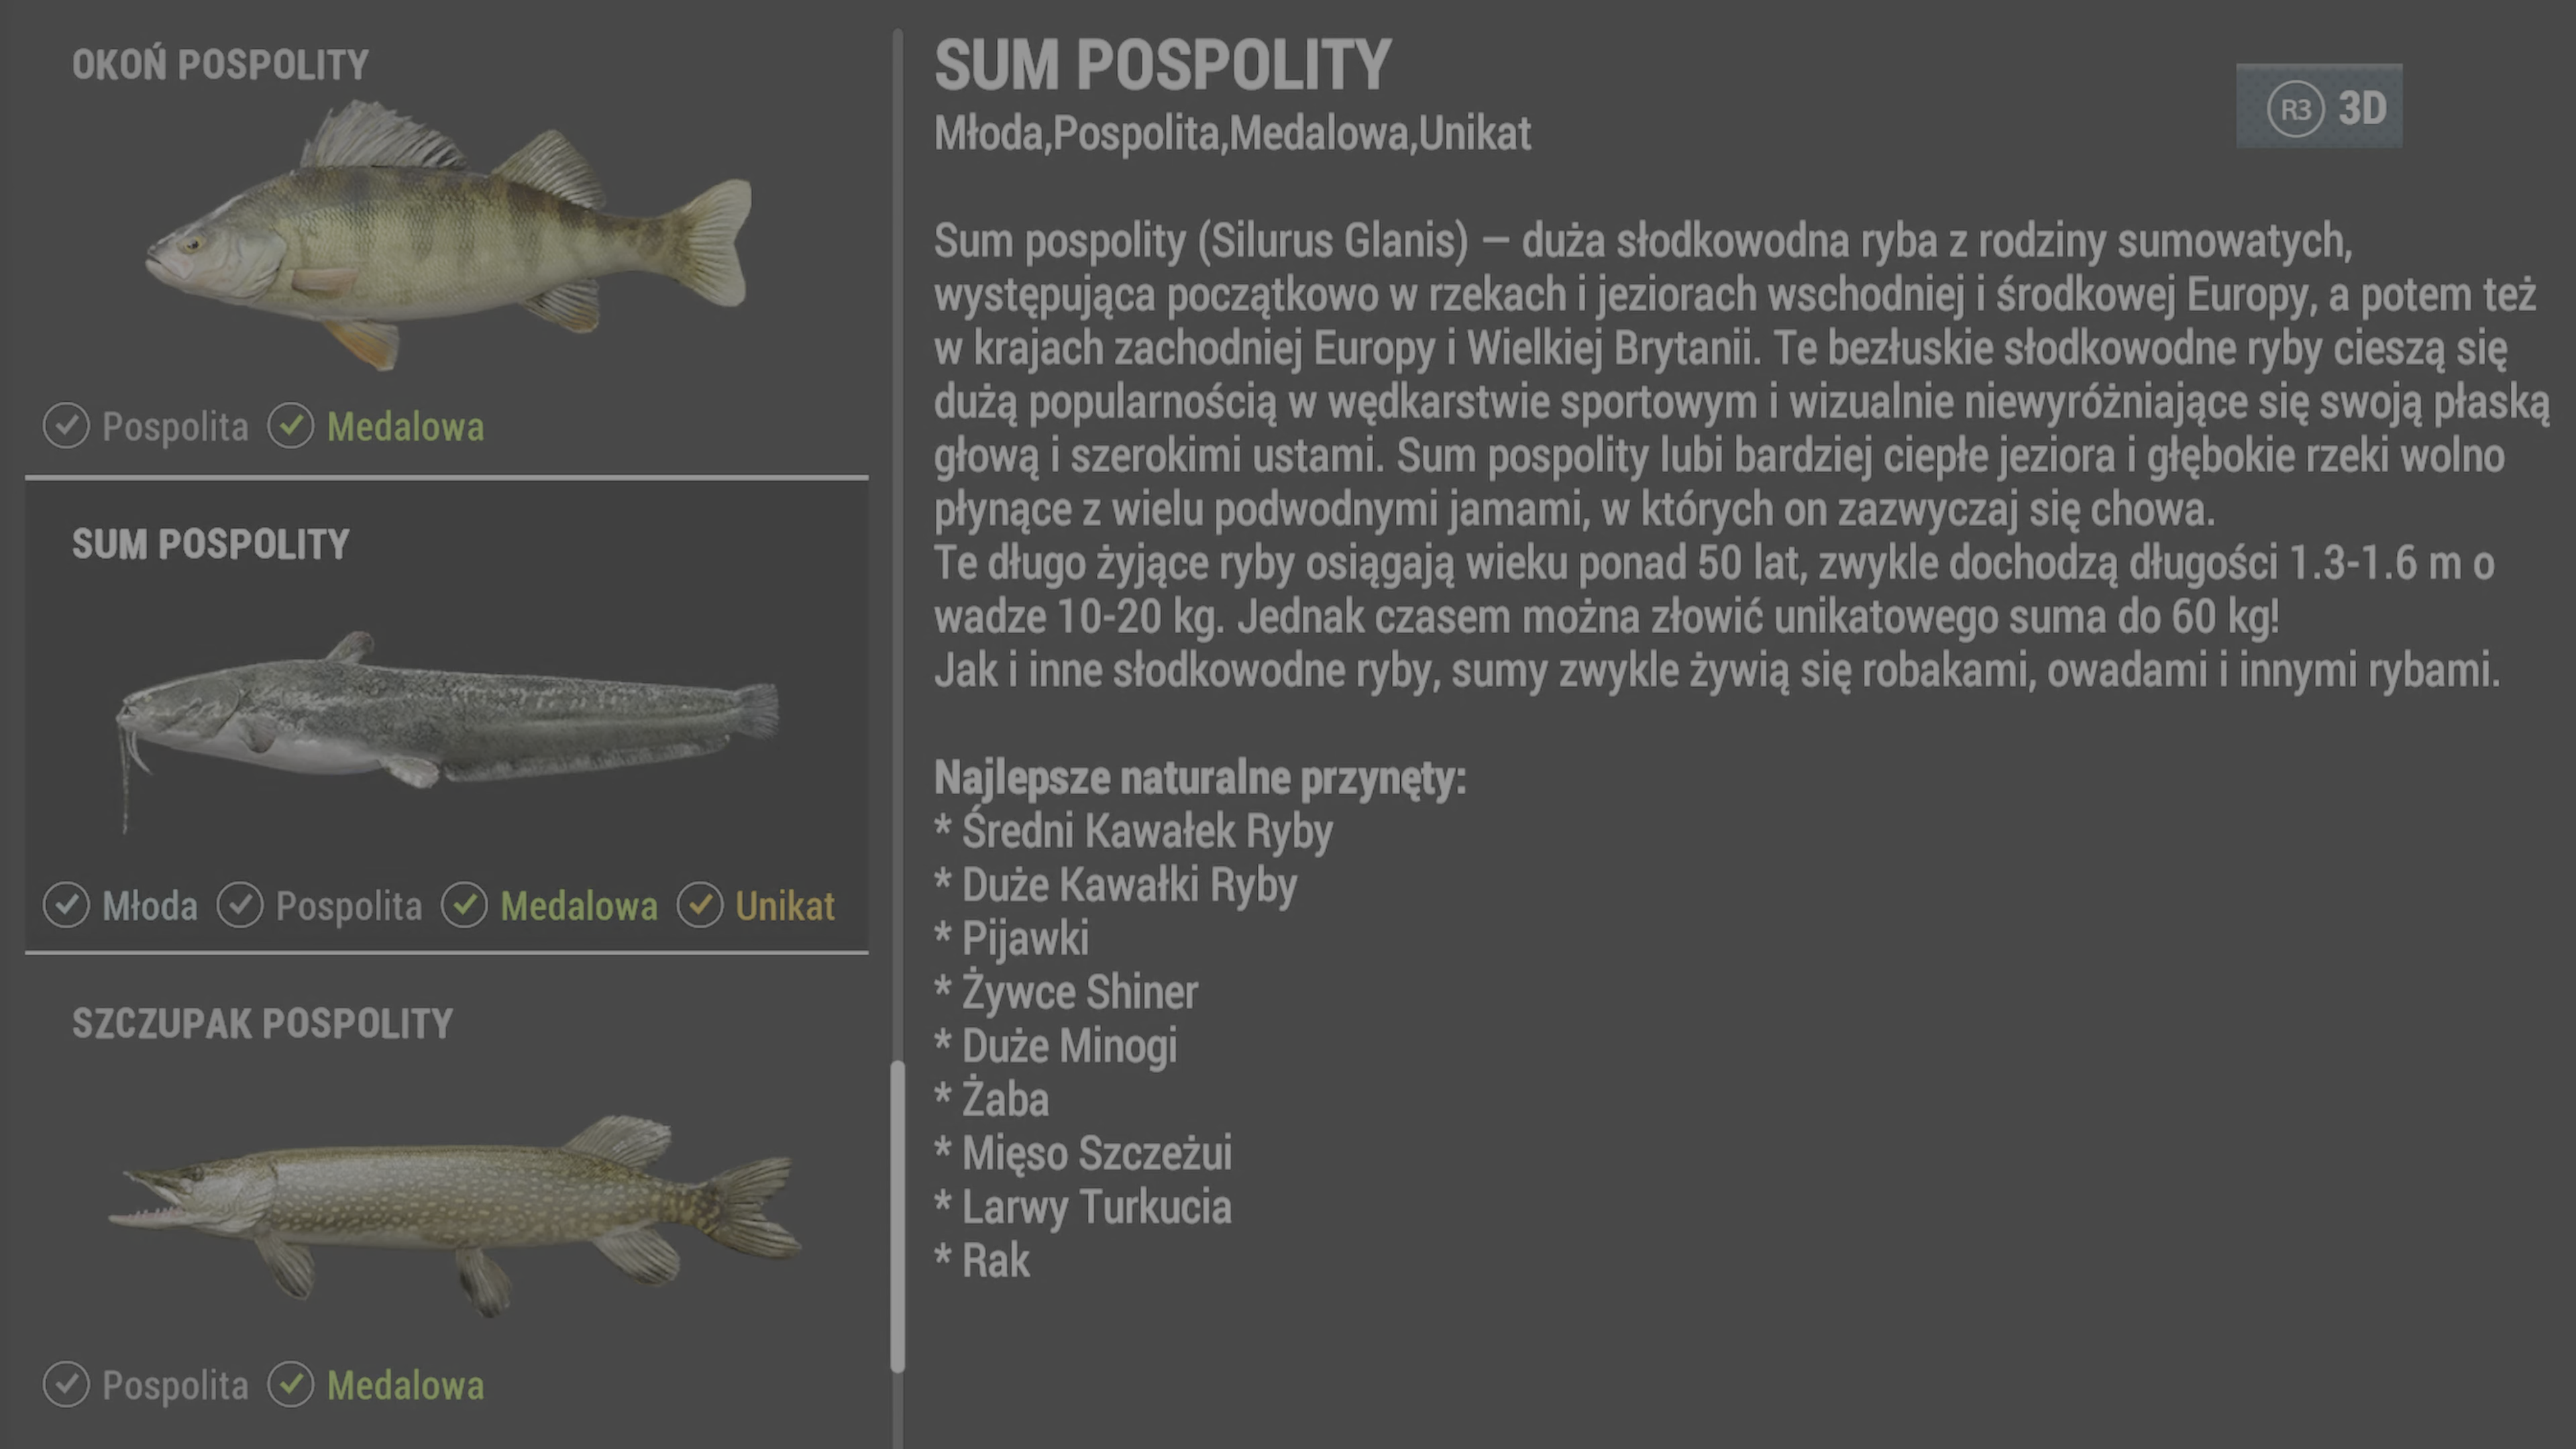 OKOŃ POSPOLITY
Pospolita Medalowa
SUM POSPOLITY
Młoda Pospolita Medalowa Unikat
SZCZUPAK POSPOLITY
Pospolita Medalowa
SUM POSPOLITY
Młoda,Pospolita,Medalowa,Unikat
R3 3D
Sum pospolity (Silurus Glanis) — duża słodkowodna ryba z rodziny sumowatych,
występująca początkowo w rzekach i jeziorach wschodniej i środkowej Europy, a potem też
w krajach zachodniej Europy i Wielkiej Brytanii. Te bezłuskie słodkowodne ryby cieszą się
dużą popularnością w wędkarstwie sportowym i wizualnie niewyróżniające się swoją płaską
głową i szerokimi ustami. Sum pospolity lubi bardziej ciepłe jeziora i głębokie rzeki wolno
płynące z wielu podwodnymi jamami, w których on zazwyczaj się chowa.
Te długo żyjące ryby osiągają wieku ponad 50 lat, zwykle dochodzą długości 1.3-1.6 m o
wadze 10-20 kg. Jednak czasem można złowić unikatowego suma do 60 kg!
Jak i inne słodkowodne ryby, sumy zwykle żywią się robakami, owadami i innymi rybami.
Najlepsze naturalne przynęty:
* Średni Kawałek Ryby
* Duże Kawałki Ryby
* Pijawki
* Żywce Shiner
* Duże Minogi
* Żaba
* Mięso Szczeżui
* Larwy Turkucia
* Rak